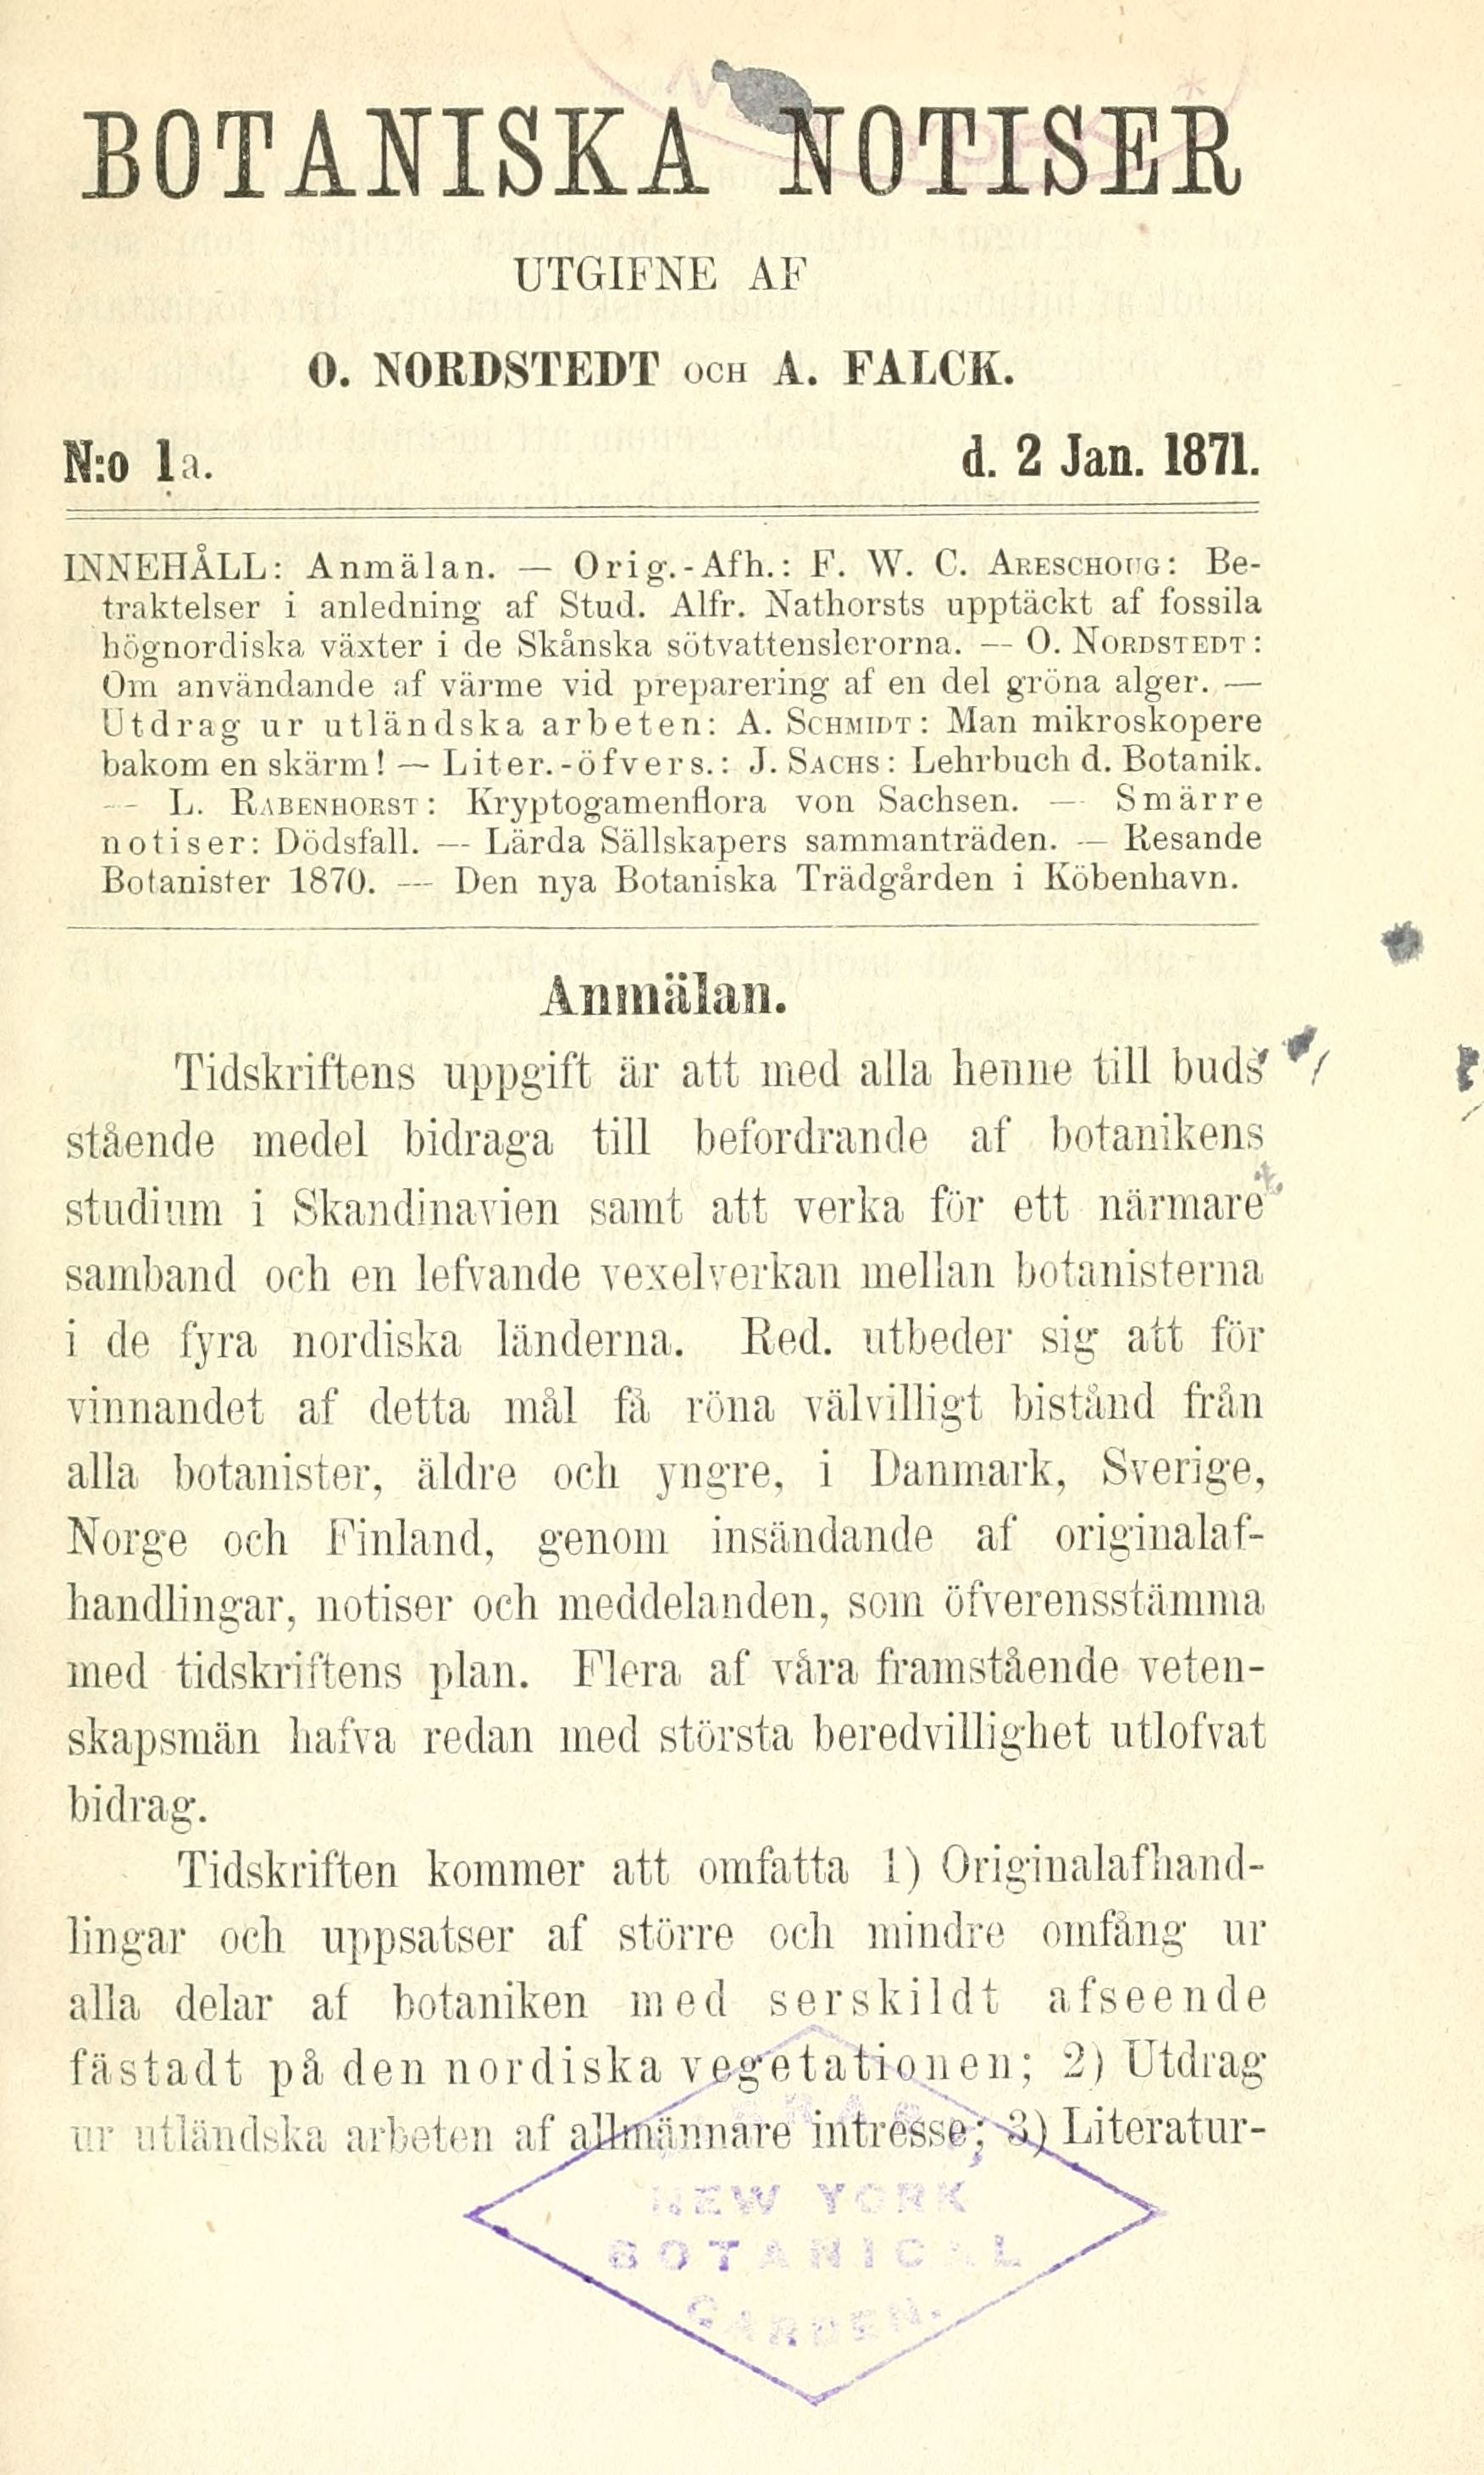 BOTANISKA NOTISER
UTGIFNE AF
O. NORDSTEDT OCH A. FALCK.
N:o 1a. d. 2 Jan. 1871.
INNEHÅLL: Anmälan. — Orig.-Afh.: F. W. C. ARESCHOUG: Be-
traktelser i anledning af Stud. Alfr. Nathorsts upptäckt af fossila
högnordiska växter i de Skånska sötvattenslerorna. — O. NORDSTEDT:
Om användande af värme vid preparering af en del gröna alger. —
Utdrag ur utländska arbeten: A. SCHMIDT: Man mikroskopere
bakom en skärm! — Liter.-öfvers.: J. SACHS: Lehrbuch d. Botanik.
— L. RABENHORST: Kryptogamenflora von Sachsen. — Smärre
notiser: Dödsfall. — Lärda Sällskapers sammanträden. — Resande
Botanister 1870. — Den nya Botaniska Trädgården i Köbenhavn.
Anmälan.
Tidskriftens uppgift är att med alla henne till buds
stående medel bidraga till befordrande af botanikens
studium i Skandinavien samt att verka för ett närmare
samband och en lefvande vexelverkan mellan botanisterna
i de fyra nordiska länderna. Red. utbeder sig att för
vinnandet af detta mål få röna välvilligt bistånd från
alla botanister, äldre och yngre, i Danmark, Sverige,
Norge och Finland, genom insändande af originalaf-
handlingar, notiser och meddelanden, som öfverensstämma
med tidskriftens plan. Flera af våra framstående veten-
skapsmän hafva redan med största beredvillighet utlofvat
bidrag.
Tidskriften kommer att omfatta 1) Originalafhand-
lingar och uppsatser af större och mindre omfång ur
alla delar af botaniken med serskildt afseende
fästadt på den nordiska vegetationen; 2) Utdrag
ur utländska arbeten af allmännare intresse; 3) Literatur-
NEW YORK
BOTANICAL
GARDEN.